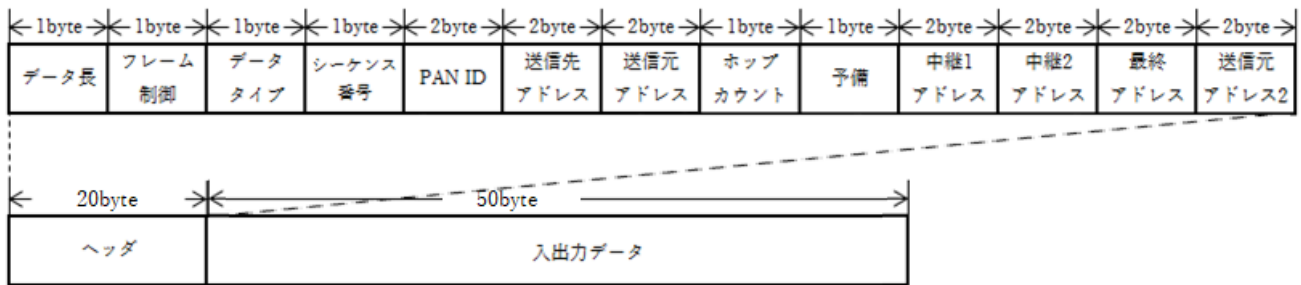 1byte 1byte 1byte 1byte 2byte 2byte 2byte 1byte 1byte 2byte 2byte 2byte 2byte
データ長
フレーム
制御
データ
タイプ
シーケンス
番号
PAN ID
送信先
アドレス
送信元
アドレス
ホップ
カウント
予備
中継1
アドレス
中継2
アドレス
最終
アドレス
送信元
アドレス2
20byte 50byte
ヘッダ 入出力データ